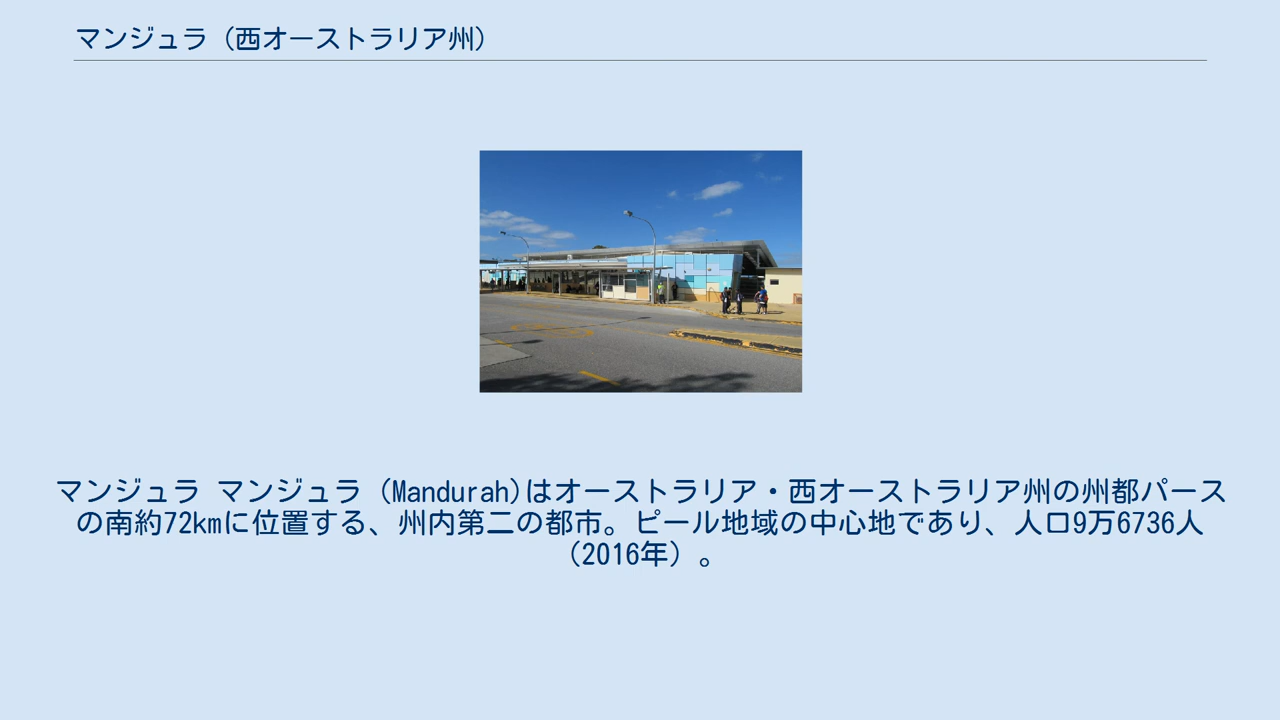 マンジュラ (西オーストラリア州)
マンジュラ マンジュラ (Mandurah)はオーストラリア・西オーストラリア州の州都パース
の南約72kmに位置する、州内第二の都市。ピール地域の中心地であり、人口9万6736人
(2016年) 。